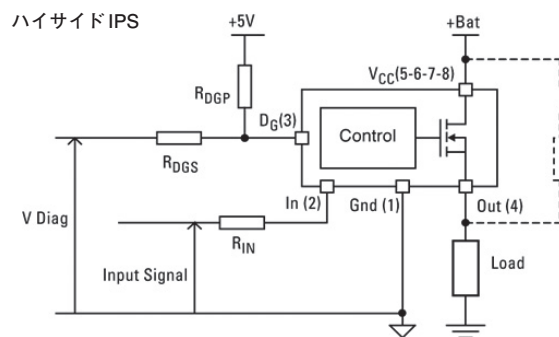 ハイサイドIPS
+5V
+Bat
RDGP
VCC(5-6-7-8)
DG(3)
Control
RDGS
In (2)
Gnd (1)
Out (4)
V Diag
RIN
Load
Input Signal